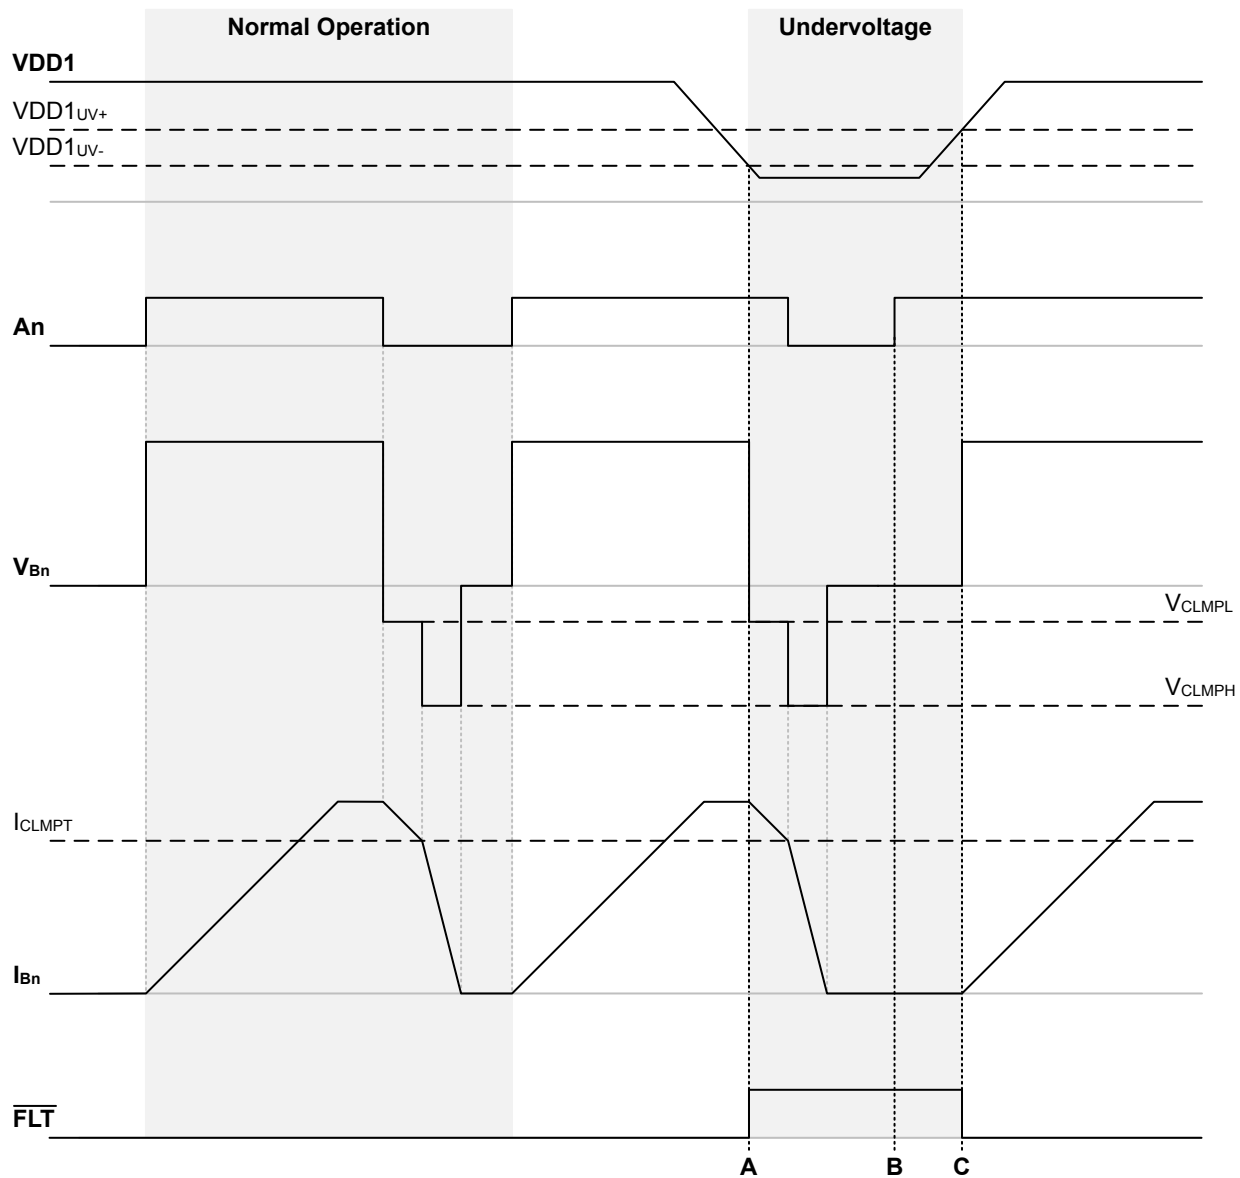 Normal Operation
Undervoltage
VDD1
VDD1UV+
VDD1UV-
An
VBn
VCLMPL
VCLMPH
ICLMPT
IBn
FLT
A
B
C